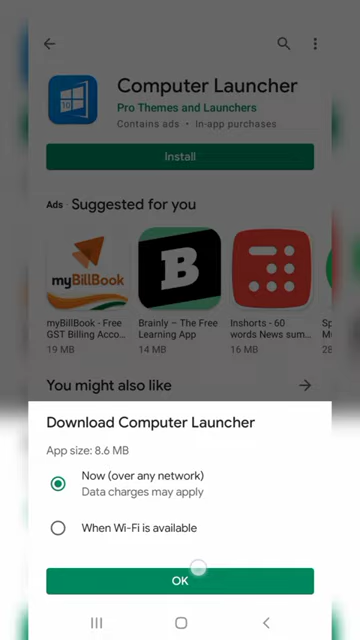 Computer Launcher
Pro Themes and Launchers
Contains ads • In-app purchases
10
Install
Ads · Suggested for you
myBillBook
B
myBillBook - Free
GST Billing Acco...
19 MB
Brainly – The Free
Learning App
14 MB
Inshorts - 60
words News sum...
16 MB
Sp
M
28
You might also like
Download Computer Launcher
App size: 8.6 MB
Now (over any network)
Data charges may apply
When Wi-Fi is available
OK